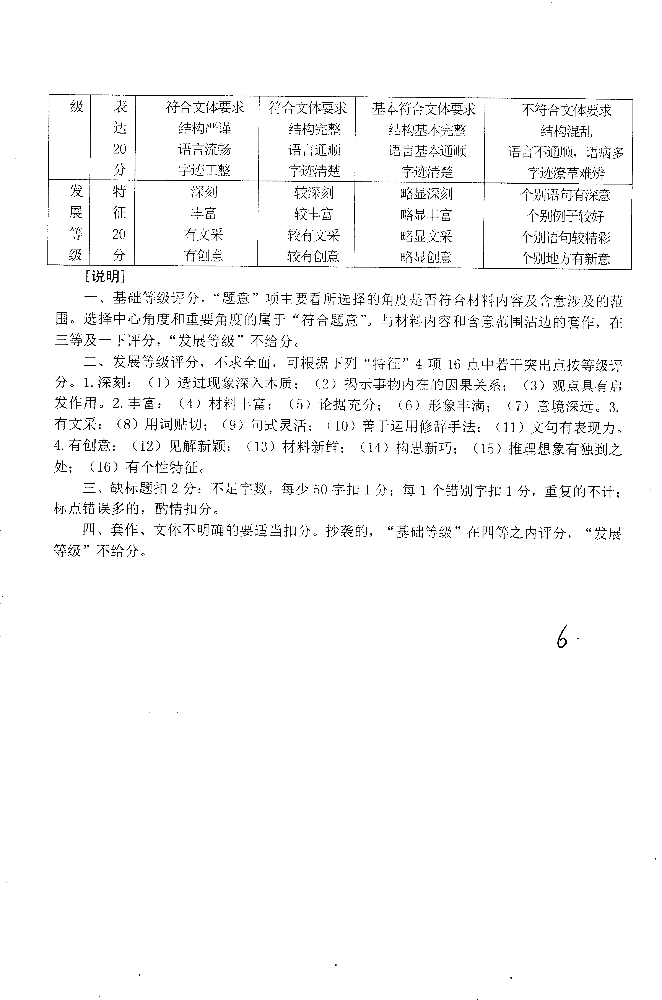 级 表 符合文体要求 符合文体要求 基本符合文体要求 不符合文体要求
达 结构严谨 结构完整 结构基本完整 结构混乱
20 语言流畅 语言通顺 语言基本通顺 语言不通顺，语病多
分 字迹工整 字迹清楚 字迹清楚 字迹潦草难辨
发 特 深刻 较深刻 略显深刻 个别语句有深意
展 征 丰富 较丰富 略显丰富 个别例子较好
等 20 有文采 较有文采 略显文采 个别语句较精彩
级 分 有创意 较有创意 略显创意 个别地方有新意
[说明]
一、基础等级评分，“题意”项主要看所选择的角度是否符合材料内容及含意涉及的范
围。选择中心角度和重要角度的属于“符合题意”。与材料内容和含意范围沾边的套作，在
三等及一下评分，“发展等级”不给分。
二、发展等级评分，不求全面，可根据下列“特征”4 项 16 点中若干突出点按等级评
分。1.深刻：（1）透过现象深入本质；（2）揭示事物内在的因果关系；（3）观点具有启
发作用。2.丰富：（4）材料丰富；（5）论据充分；（6）形象丰满；（7）意境深远。3.
有文采：（8）用词贴切；（9）句式灵活；（10）善于运用修辞手法；（11）文句有表现力。
4.有创意：（12）见解新颖；（13）材料新鲜；（14）构思新巧；（15）推理想象有独到之
处；（16）有个性特征。
三、缺标题扣 2 分；不足字数，每少 50 字扣 1 分；每 1 个错别字扣 1 分，重复的不计；
标点错误多的，酌情扣分。
四、套作、文体不明确的要适当扣分。抄袭的，“基础等级”在四等之内评分，“发展
等级”不给分。
6.